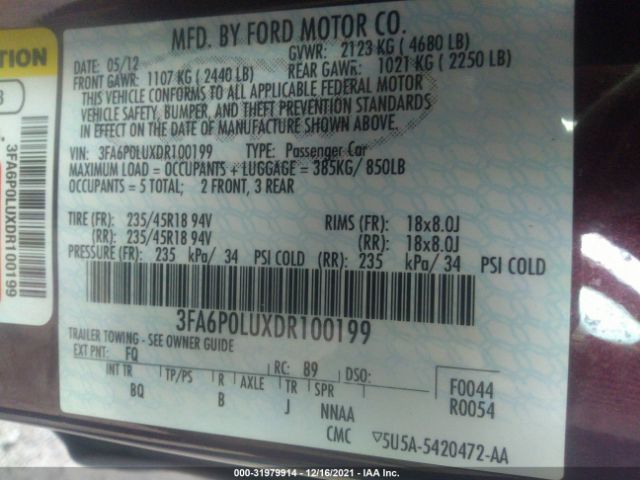 MFD. BY FORD MOTOR CO.
DATE: 05/12 GVWR: 2123 KG ( 4680 LB)
FRONT GAWR: 1107 KG ( 2440 LB) REAR GAWR: 1021 KG ( 2250 LB)
THIS VEHICLE CONFORMS TO ALL APPLICABLE FEDERAL MOTOR
VEHICLE SAFETY, BUMPER, AND THEFT PREVENTION STANDARDS
IN EFFECT ON THE DATE OF MANUFACTURE SHOWN ABOVE.
VIN: 3FA6P0LUXDR100199 TYPE: Passenger Car
MAXIMUM LOAD = OCCUPANTS + LUGGAGE = 385KG/ 850LB
OCCUPANTS = 5 TOTAL; 2 FRONT, 3 REAR
TIRE (FR): 235/45R18 94V RIMS (FR): 18x8.0J
(RR): 235/45R18 94V (RR): 18x8.0J
PRESSURE (FR): 235 kPa/ 34 PSI COLD (RR): 235 kPa/ 34 PSI COLD
3FA6P0LUXDR100199
TRAILER TOWING - SEE OWNER GUIDE
EXT PNT: FQ RC: 89 DSO:
INT TR TP/PS R AXLE TR SPR F0044
BQ B J NNAA R0054
CMC ▽5U5A-5420472-AA
3FA6P0LUXDR100199
000-31979914 - 12/16/2021 - IAA Inc.